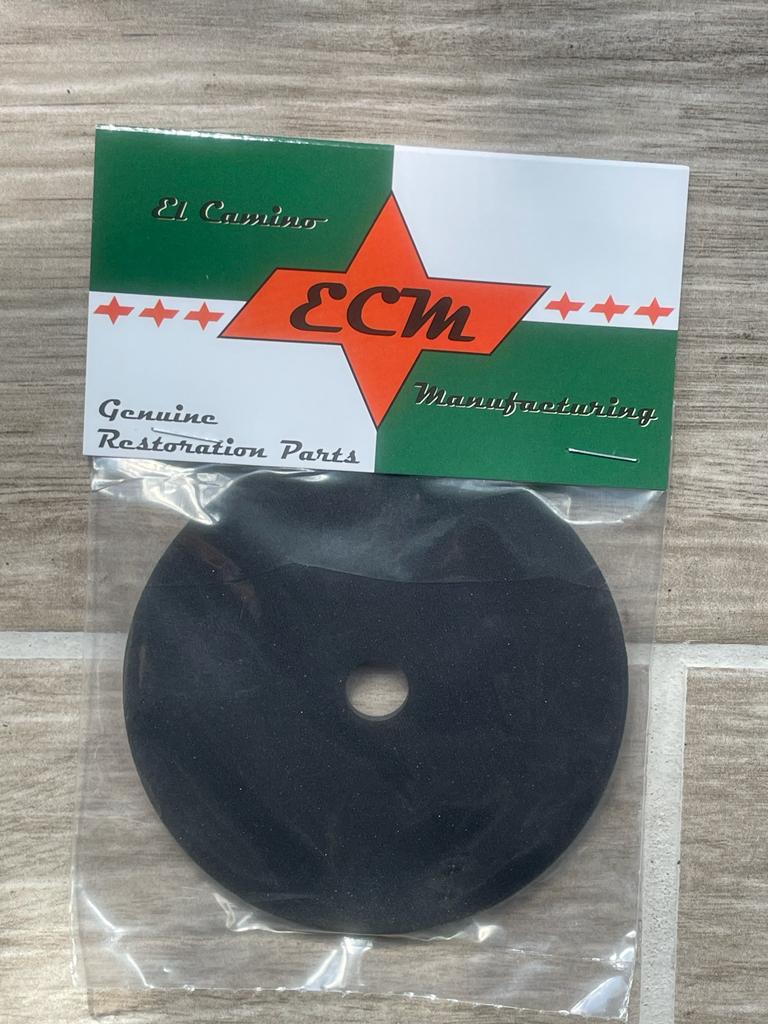 El Camino
ECM
Manufacturing
Genuine
Restoration Parts